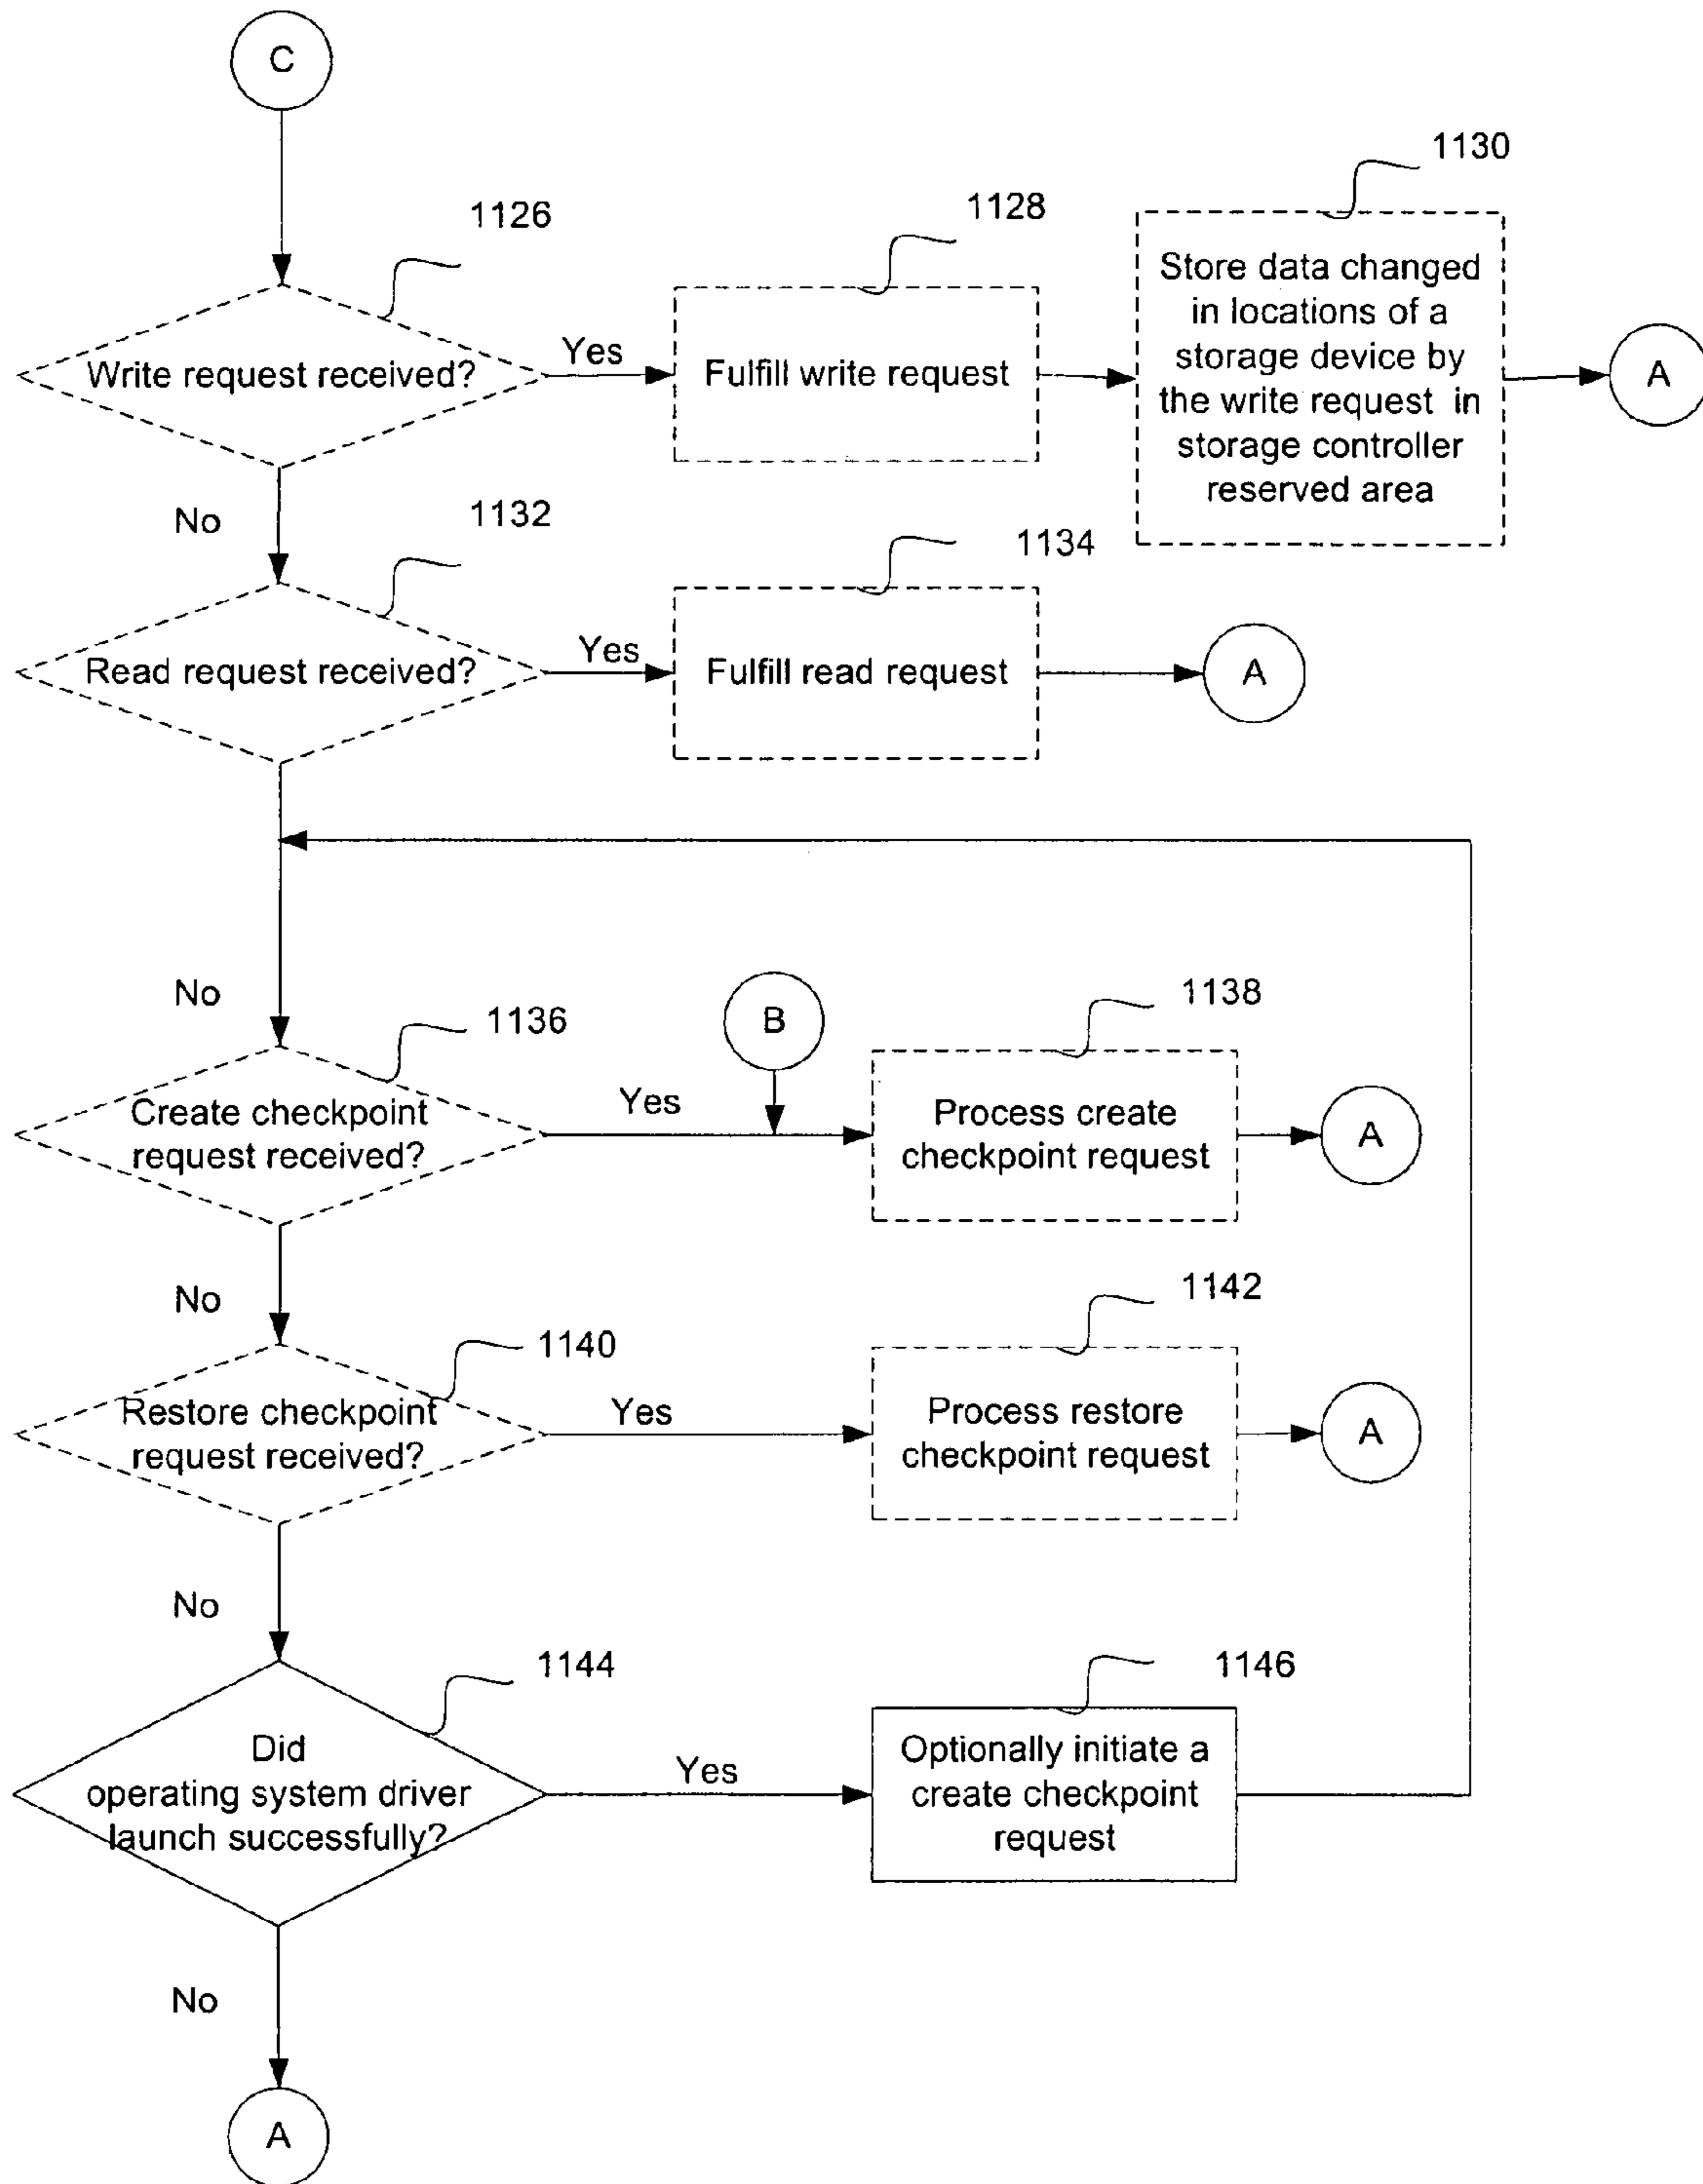 C
1126
Write request received?
Yes
1128
Fulfill write request
1130
Store data changed
in locations of a
storage device by
the write request in
storage controller
reserved area
A
No
1132
Read request received?
Yes
1134
Fulfill read request
A
No
1136
Create checkpoint
request received?
Yes
B
1138
Process create
checkpoint request
A
No
1140
Restore checkpoint
request received?
Yes
1142
Process restore
checkpoint request
A
No
1144
Did
operating system driver
launch successfully?
Yes
1146
Optionally initiate a
create checkpoint
request
No
A